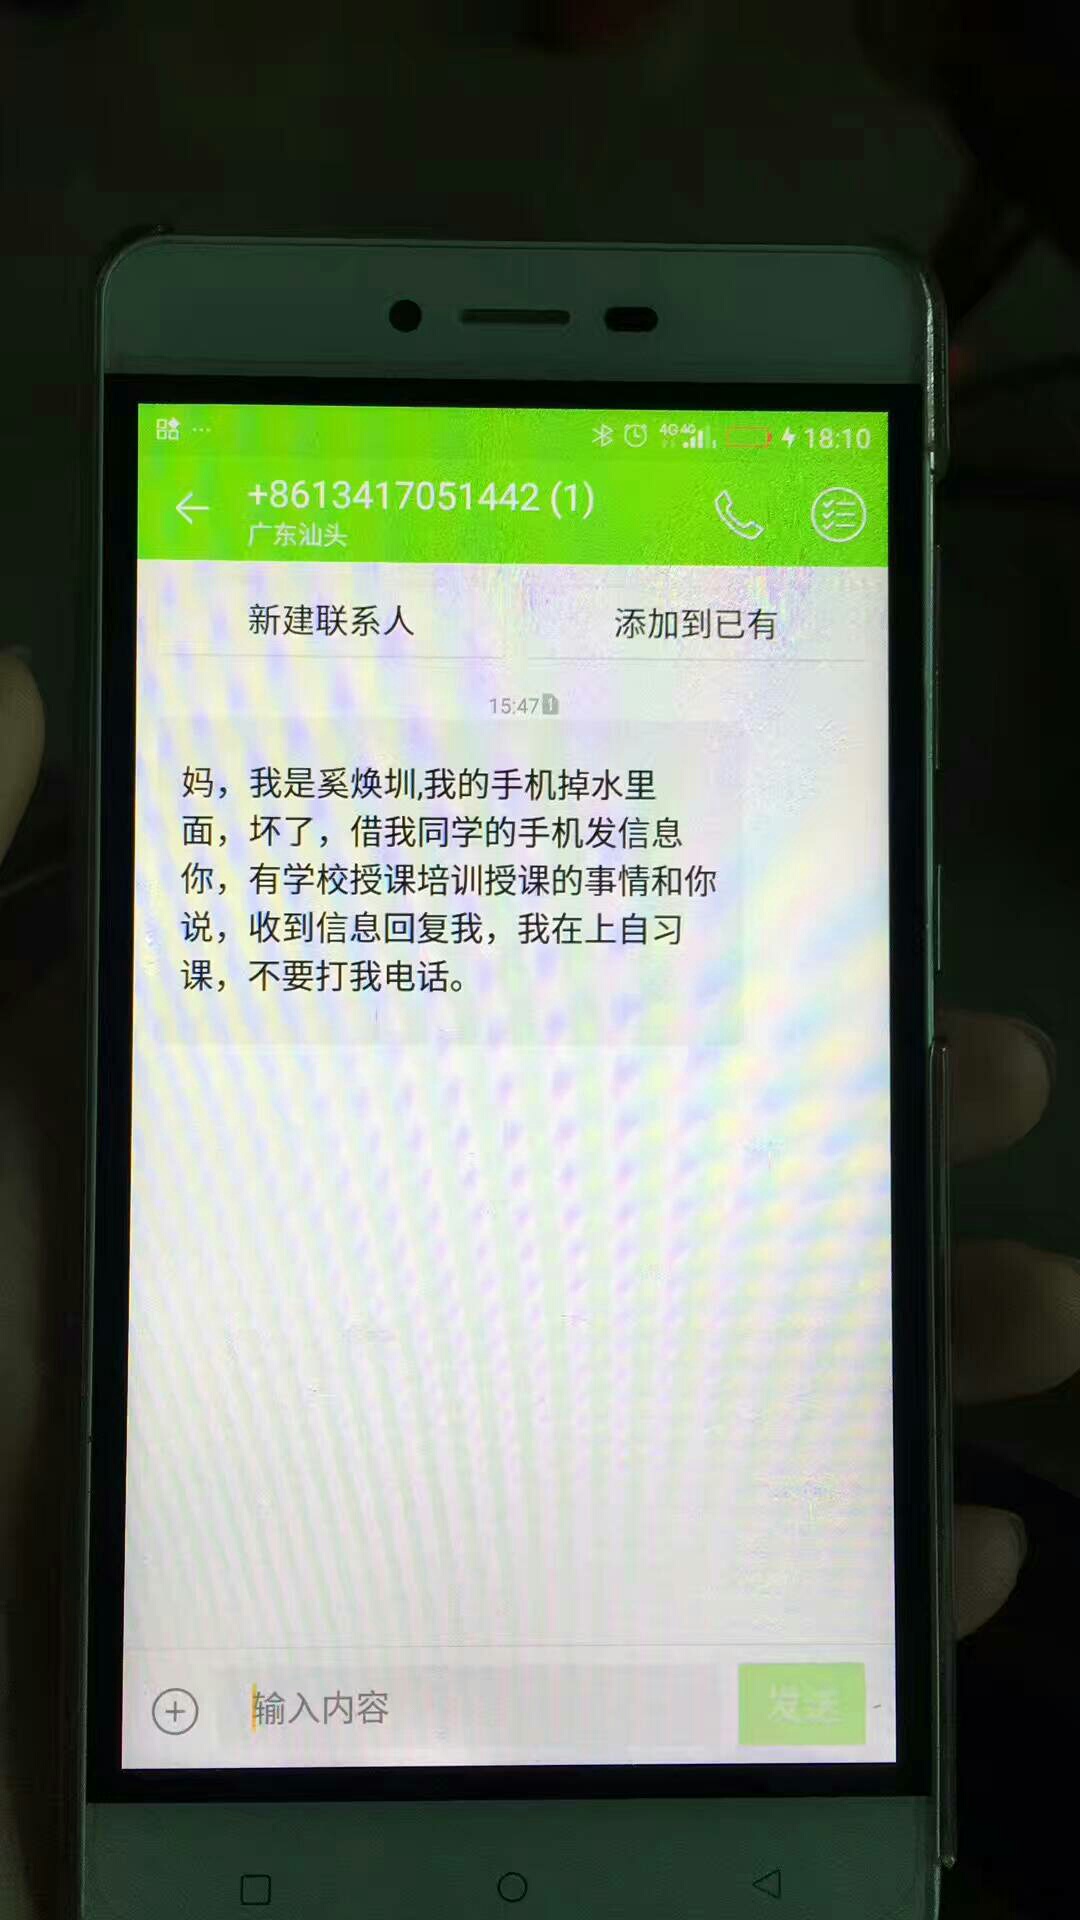 18:10
+8613417051442 (1)
广东汕头
新建联系人 添加到已有
15:47
妈，我是奚焕圳,我的手机掉水里
面，坏了，借我同学的手机发信息
你，有学校授课培训授课的事情和你
说，收到信息回复我，我在上自习
课，不要打我电话。
输入内容 发送